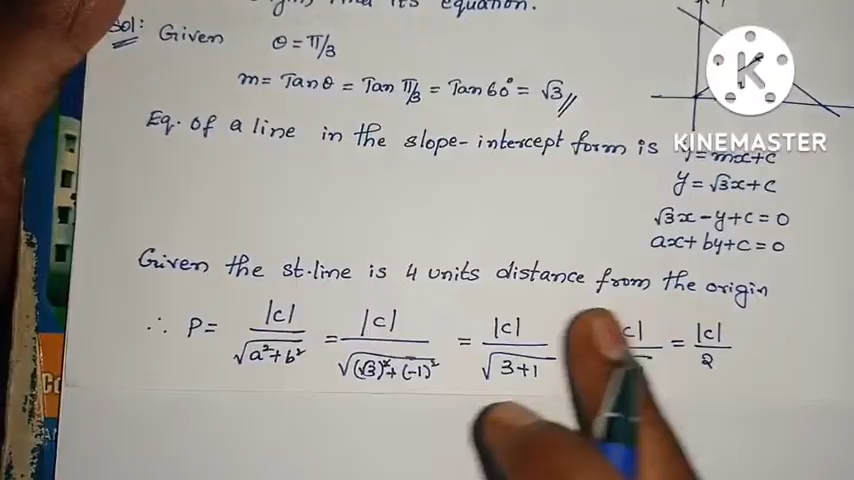 its equation.
Sol: Given θ = π/3
m = Tanθ = Tan π/3 = Tan 60° = √3 //
Eq. of a line in the slope-intercept form is y = mx+c
y = √3x+c
√3x-y+c = 0
ax+by+c = 0
Given the st.line is 4 units distance from the origin
∴ P = |c|/√a²+b² = |c|/√(√3)²+(-1)² = |c|/√3+1 = |c| = |c|/2
K
KINEMASTER